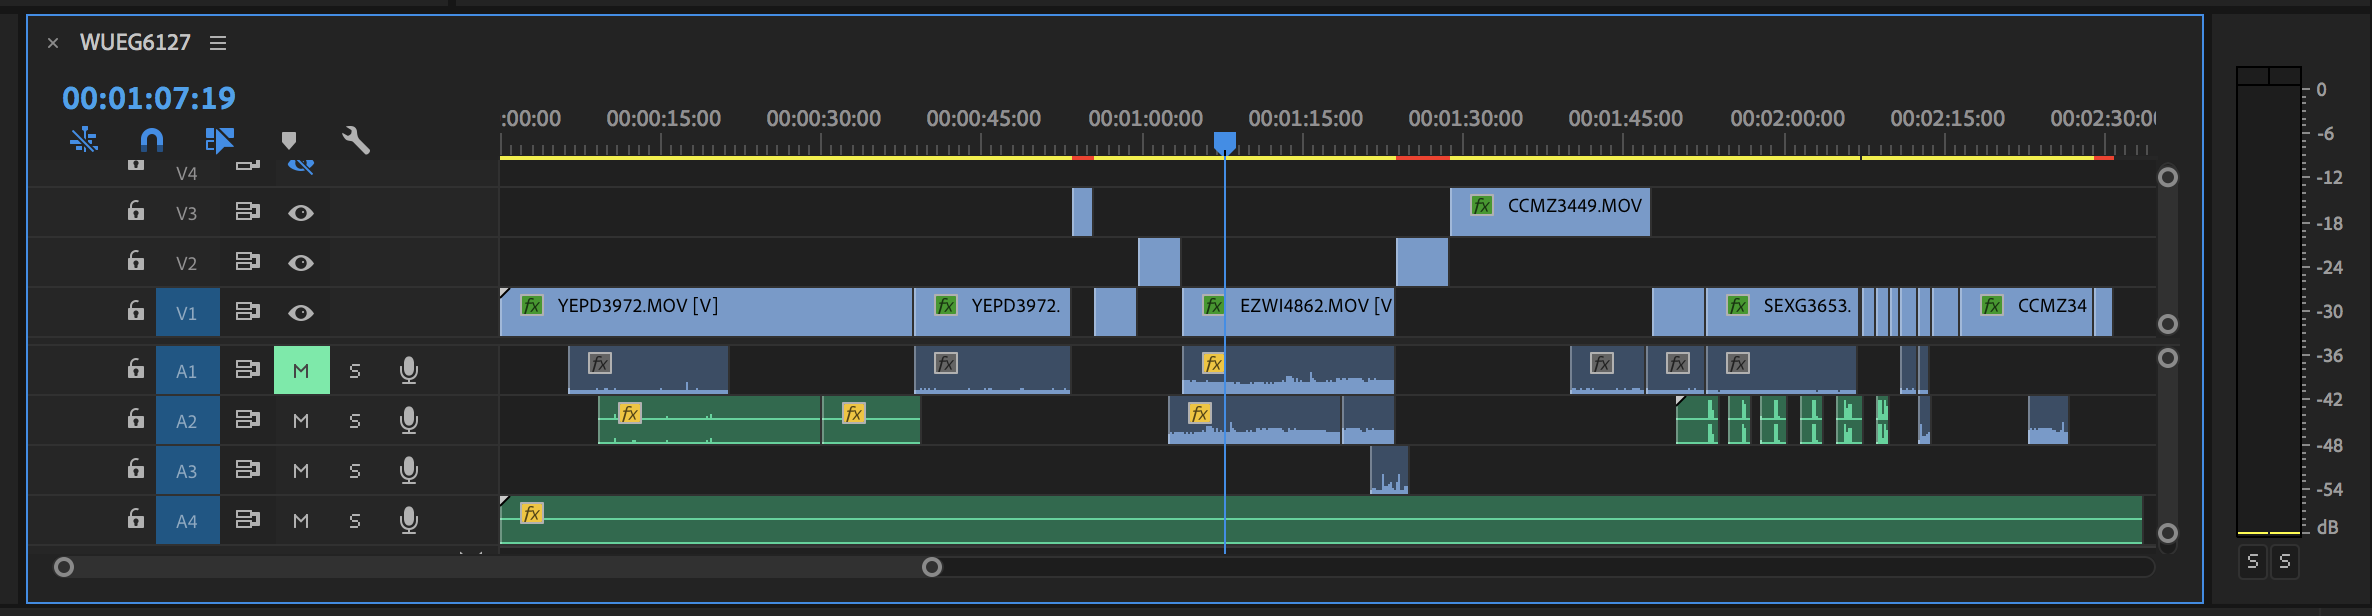 × WUEG6127
00:01:07:19
:00:00 00:00:15:00 00:00:30:00 00:00:45:00 00:01:00:00 00:01:15:00 00:01:30:00 00:01:45:00 00:02:00:00 00:02:15:00 00:02:30:0
V4
V3 fx CCMZ3449.MOV
V2
V1 fx YEPD3972.MOV [V] fx YEPD3972. fx EZWI4862.MOV [V fx SEXG3653. fx CCMZ34
A1 M S fx fx fx fx fx fx
A2 M S fx fx fx
A3 M S
A4 M S fx
0
-6
-12
-18
-24
-30
-36
-42
-48
-54
dB
S S